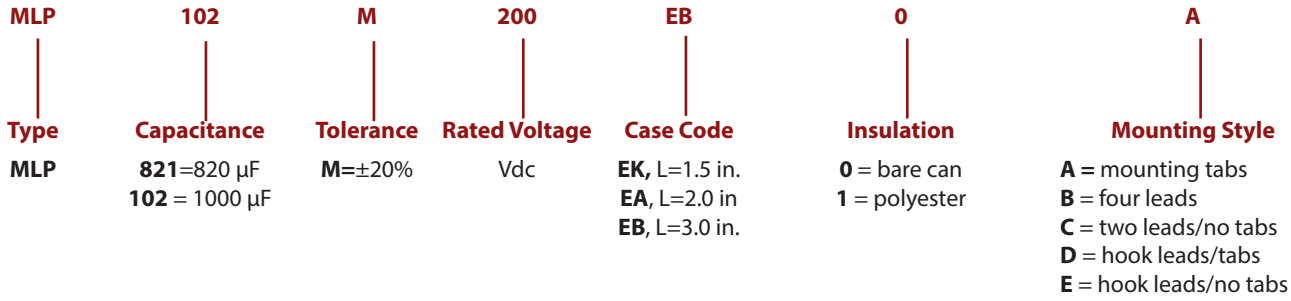 MLP 102 M 200 EB 0 A
Type Capacitance Tolerance Rated Voltage Case Code Insulation Mounting Style
MLP 821=820 µF M=±20% Vdc EK, L=1.5 in. 0 = bare can A = mounting tabs
102 = 1000 µF EA, L=2.0 in 1 = polyester B = four leads
EB, L=3.0 in. C = two leads/no tabs
D = hook leads/tabs
E = hook leads/no tabs